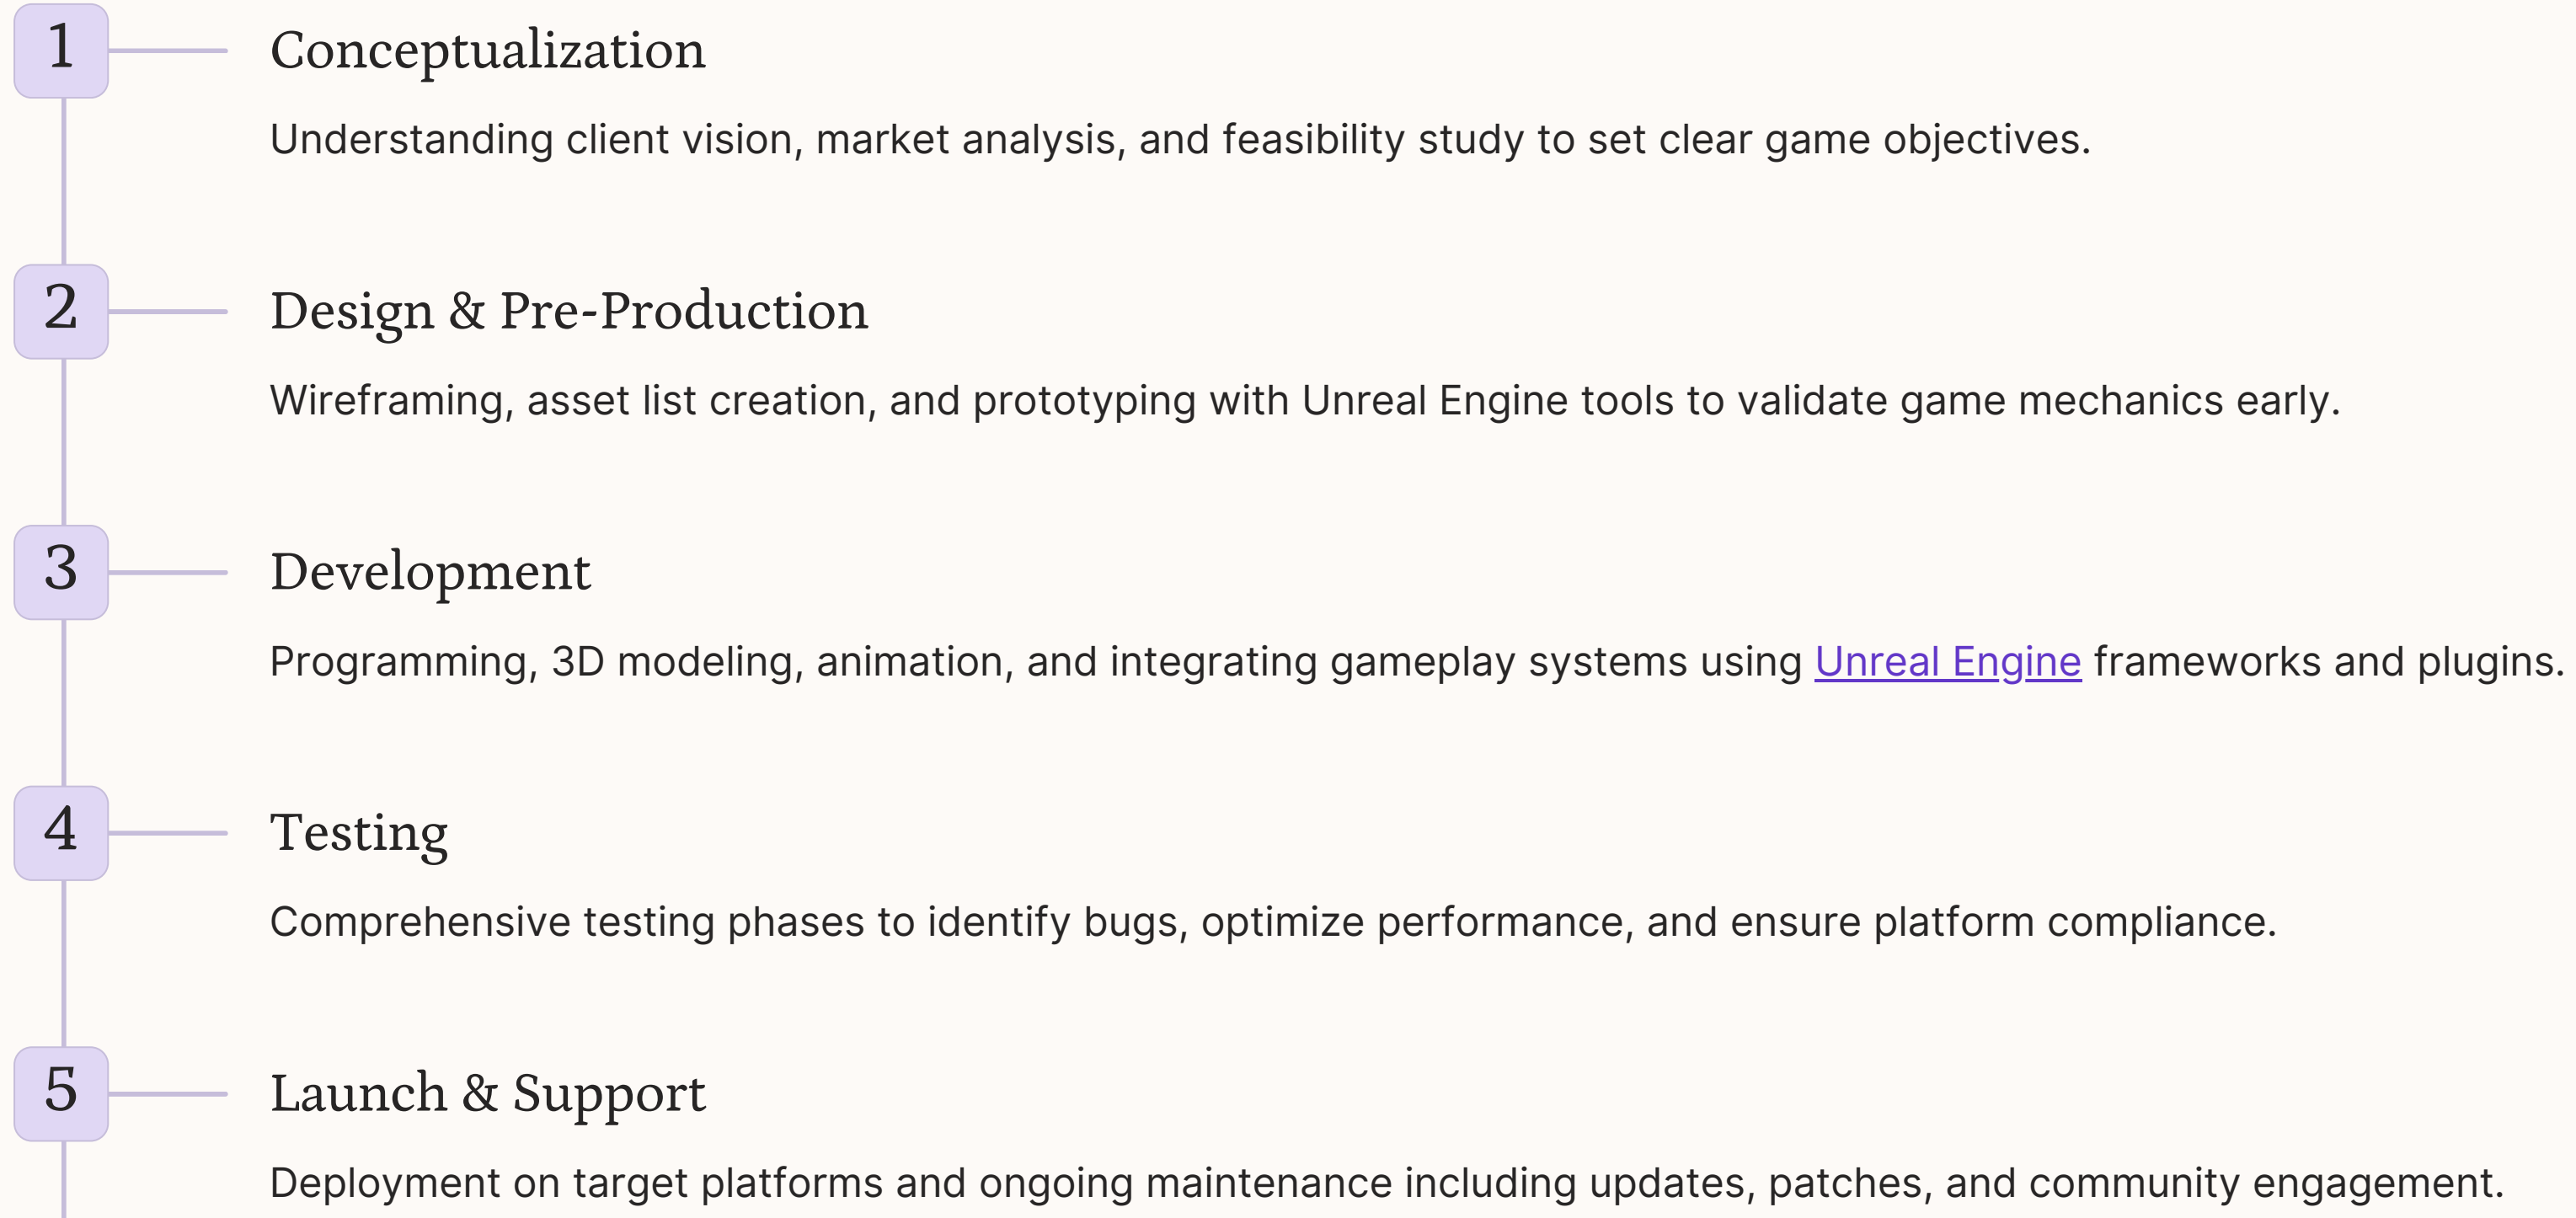 1
Conceptualization
Understanding client vision, market analysis, and feasibility study to set clear game objectives.
2
Design & Pre-Production
Wireframing, asset list creation, and prototyping with Unreal Engine tools to validate game mechanics early.
3
Development
Programming, 3D modeling, animation, and integrating gameplay systems using Unreal Engine frameworks and plugins.
4
Testing
Comprehensive testing phases to identify bugs, optimize performance, and ensure platform compliance.
5
Launch & Support
Deployment on target platforms and ongoing maintenance including updates, patches, and community engagement.